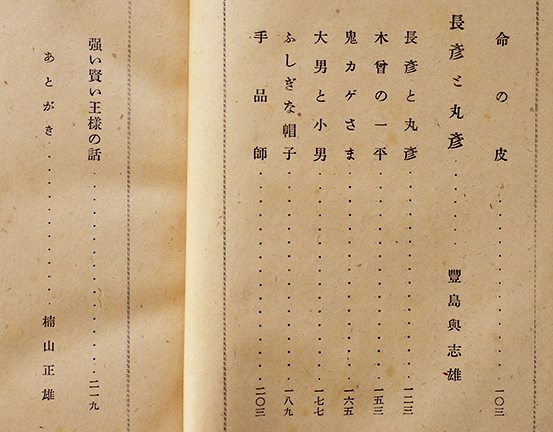 命の皮……………一〇三
長彦と丸彦………豐島與志雄
長彦と丸彦……………一二三
木曾の一平……………一五三
鬼カゲさま……………一六五
大男と小男……………一七七
ふしぎな帽子……………一八九
手品師……………二〇三
强い賢い王様の話……………二一九
あとがき……………楠山正雄